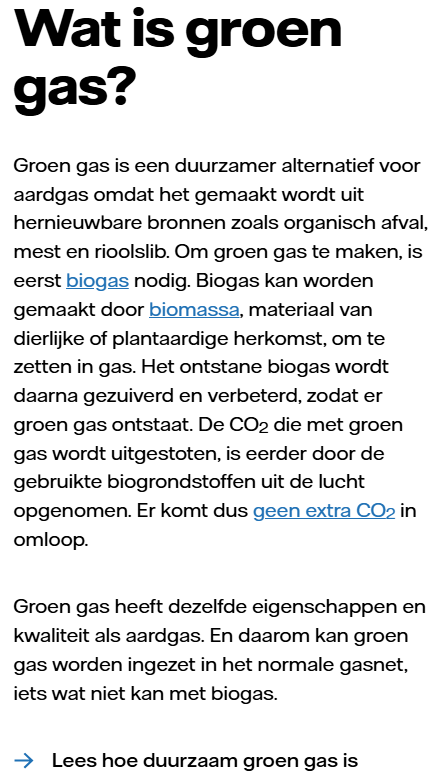 Wat is groen
gas?
Groen gas is een duurzamer alternatief voor
aardgas omdat het gemaakt wordt uit
hernieuwbare bronnen zoals organisch afval,
mest en rioolslib. Om groen gas te maken, is
eerst biogas nodig. Biogas kan worden
gemaakt door biomassa, materiaal van
dierlijke of plantaardige herkomst, om te
zetten in gas. Het ontstane biogas wordt
daarna gezuiverd en verbeterd, zodat er
groen gas ontstaat. De CO₂ die met groen
gas wordt uitgestoten, is eerder door de
gebruikte biogrondstoffen uit de lucht
opgenomen. Er komt dus geen extra CO₂ in
omloop.
Groen gas heeft dezelfde eigenschappen en
kwaliteit als aardgas. En daarom kan groen
gas worden ingezet in het normale gasnet,
iets wat niet kan met biogas.
→ Lees hoe duurzaam groen gas is